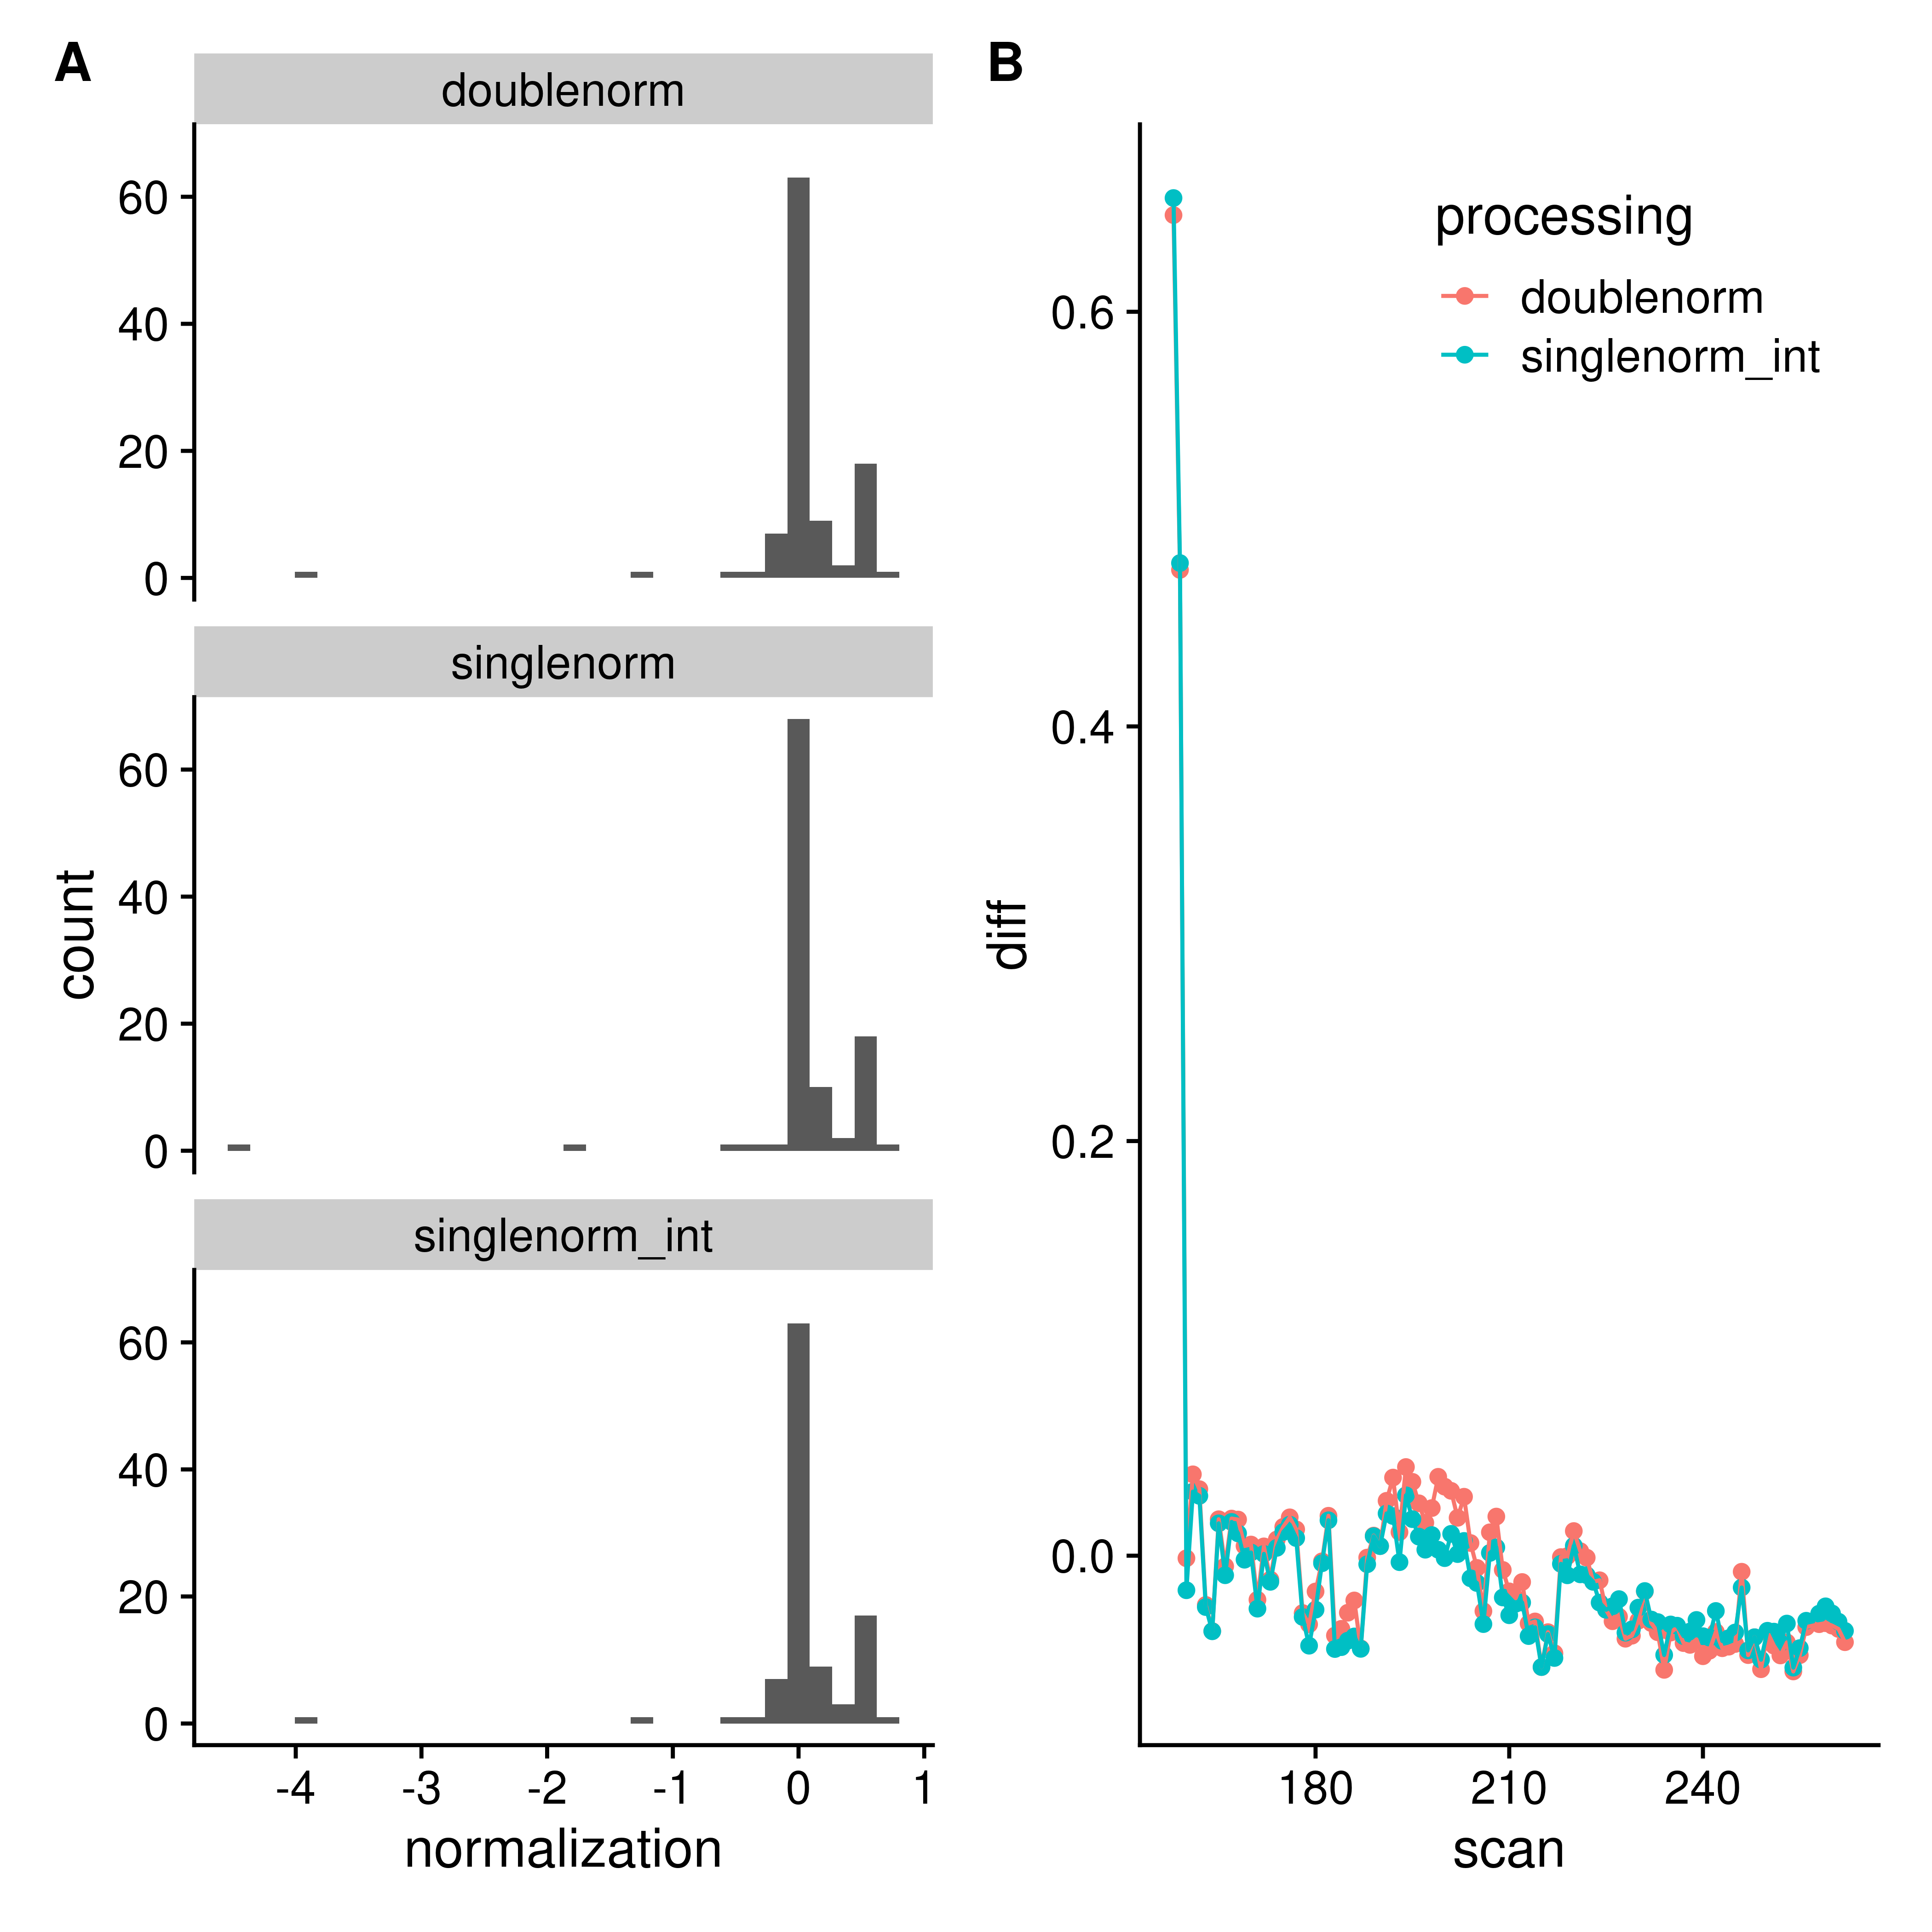 A
doublenorm
60
40
20
0
singlenorm
60
40
20
0
singlenorm_int
60
40
20
0
-4 -3 -2 -1 0 1
normalization
count
B
processing
doublenorm
singlenorm_int
0.6
0.4
0.2
0.0
180 210 240
scan
diff